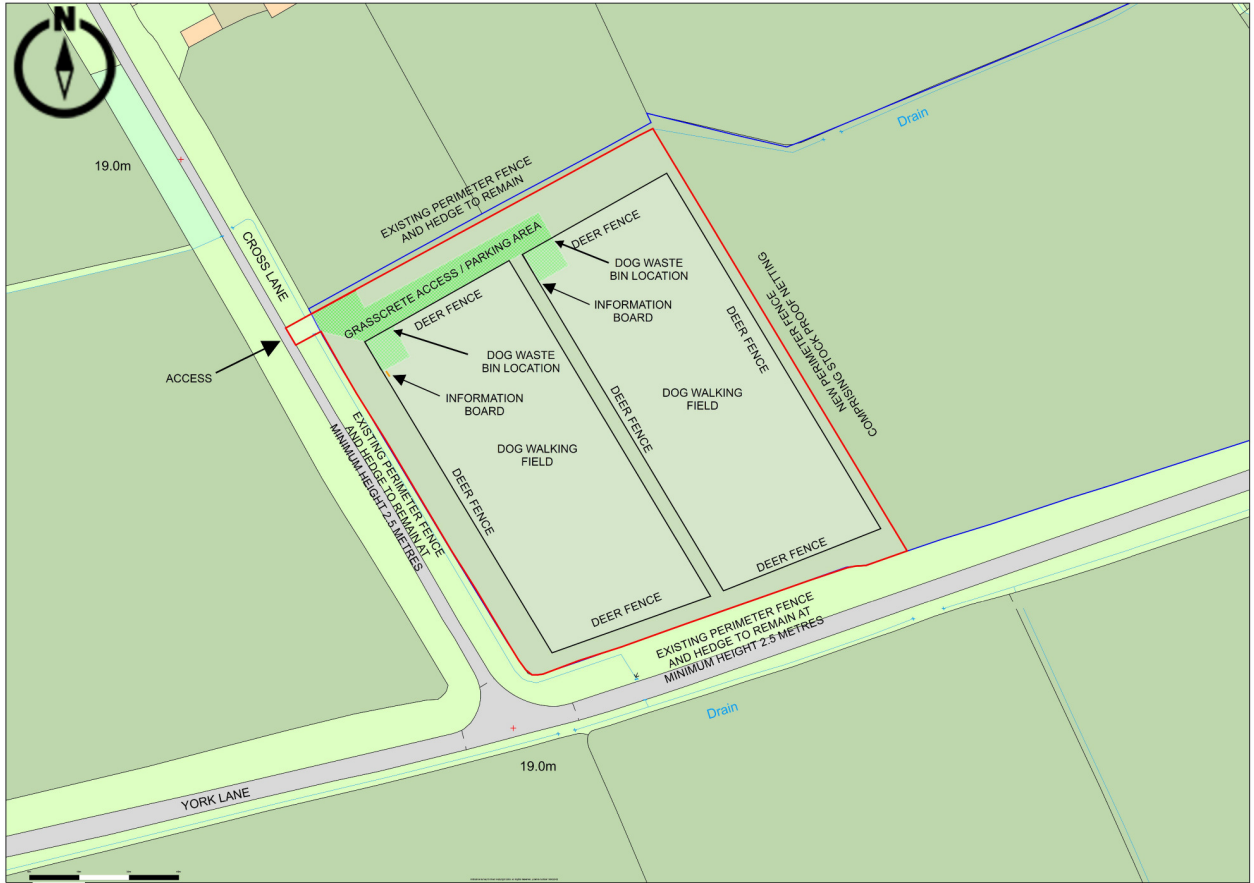 N
Drain
19.0m
EXISTING PERIMETER FENCE
AND HEDGE TO REMAIN
CROSS LANE
GRASSCRETE ACCESS / PARKING AREA
DEER FENCE
DOG WASTE
BIN LOCATION
INFORMATION
BOARD
DEER FENCE
DOG WASTE
BIN LOCATION
INFORMATION
BOARD
ACCESS
DEER FENCE
NEW PERIMETER FENCE
COMPRISING STOCK PROOF NETTING
DEER FENCE
DOG WALKING
FIELD
DOG WALKING
FIELD
EXISTING PERIMETER FENCE
AND HEDGE TO REMAIN AT
MINIMUM HEIGHT 2.5 METRES
DEER FENCE
DEER FENCE
DEER FENCE
EXISTING PERIMETER FENCE
AND HEDGE TO REMAIN AT
MINIMUM HEIGHT 2.5 METRES
Drain
19.0m
YORK LANE